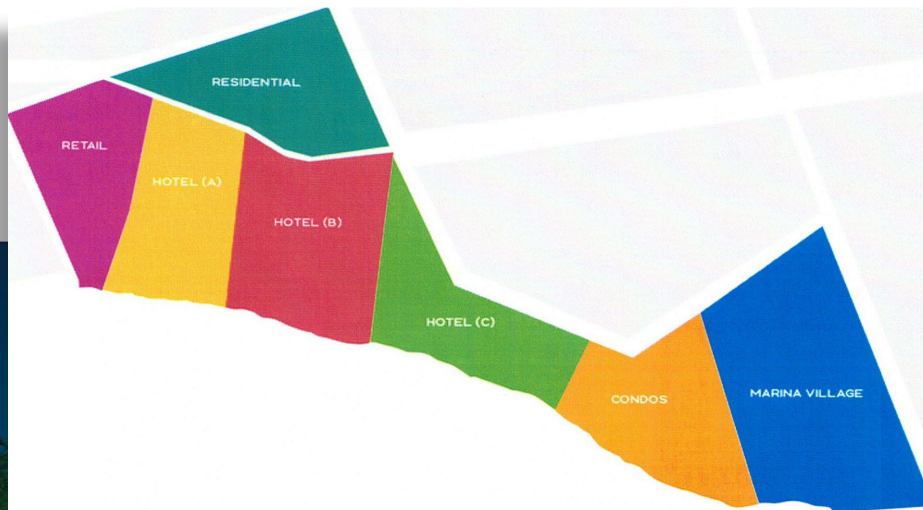 RESIDENTIAL
RETAIL
HOTEL (A)
HOTEL (B)
HOTEL (C)
CONDOS
MARINA VILLAGE